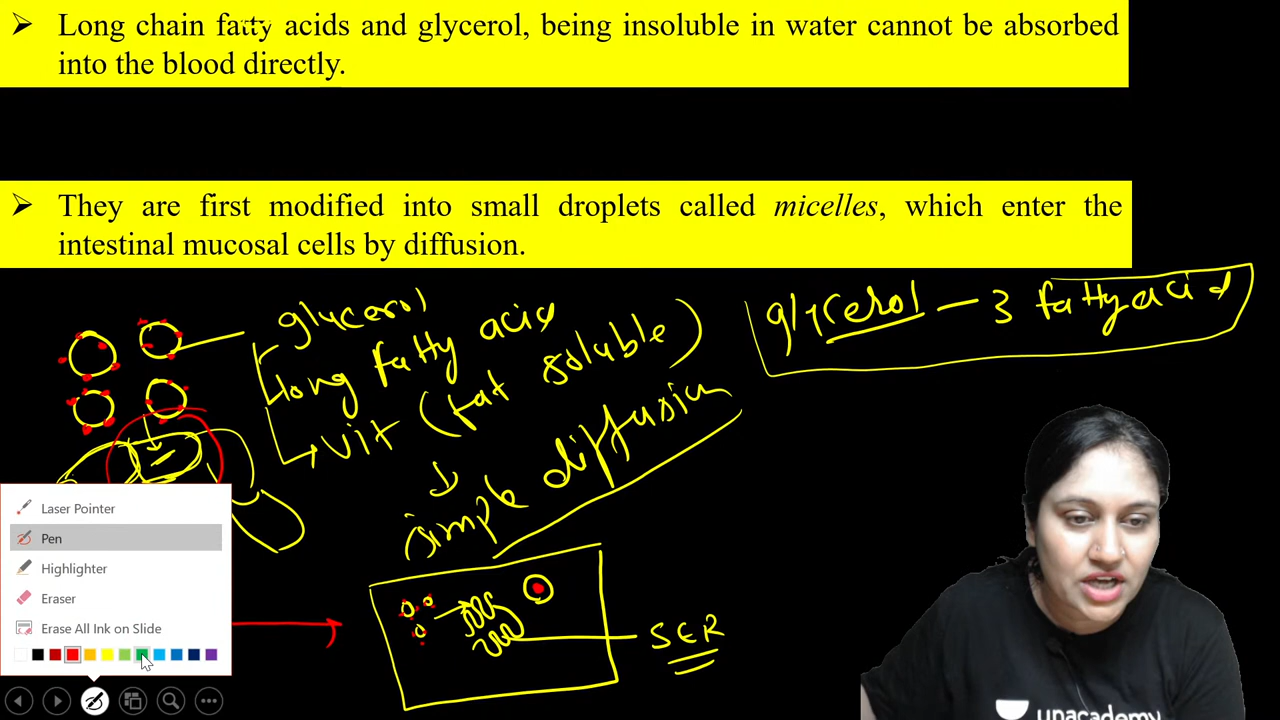 ➤ Long chain fatty acids and glycerol, being insoluble in water cannot be absorbed
into the blood directly.
➤ They are first modified into small droplets called micelles, which enter the
intestinal mucosal cells by diffusion.
glycerol — 3 fatty acid
glycerol
long fatty acid
vit (fat soluble)
simple diffusion
SER
Laser Pointer
Pen
Highlighter
Eraser
Erase All Ink on Slide
unacademy